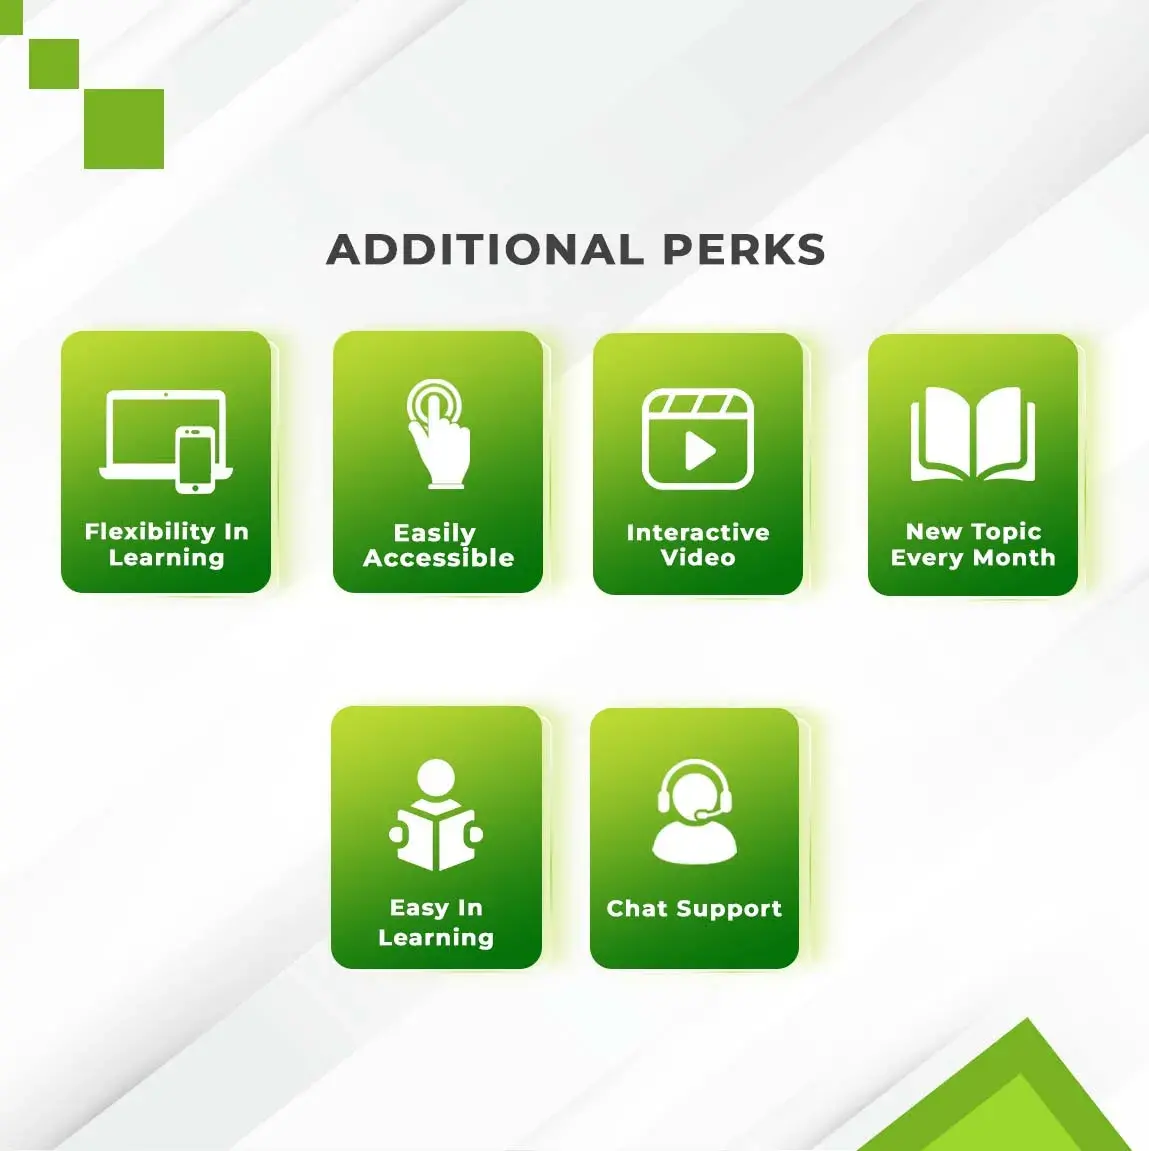 ADDITIONAL PERKS
Flexibility In
Learning
Easily
Accessible
Interactive
Video
New Topic
Every Month
Easy In
Learning
Chat Support